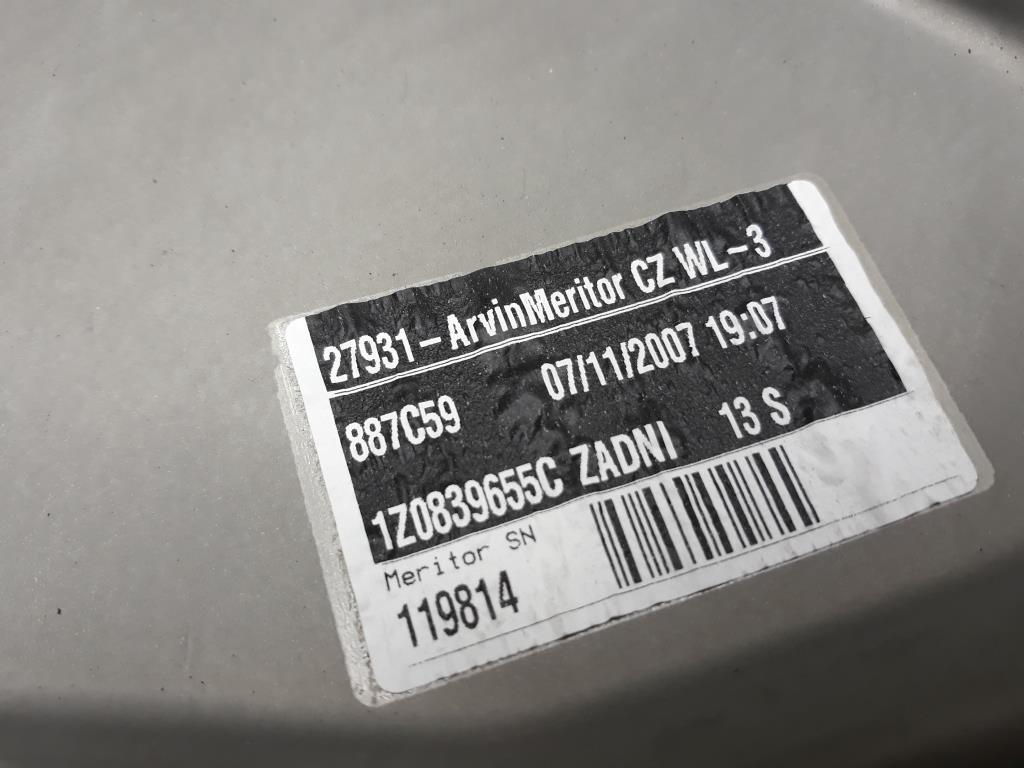 27931 - ArvinMeritor CZ WL - 3
887C59 07/11/2007 19:07
1Z0839655C ZADNI 13 S
Meritor SN
119814